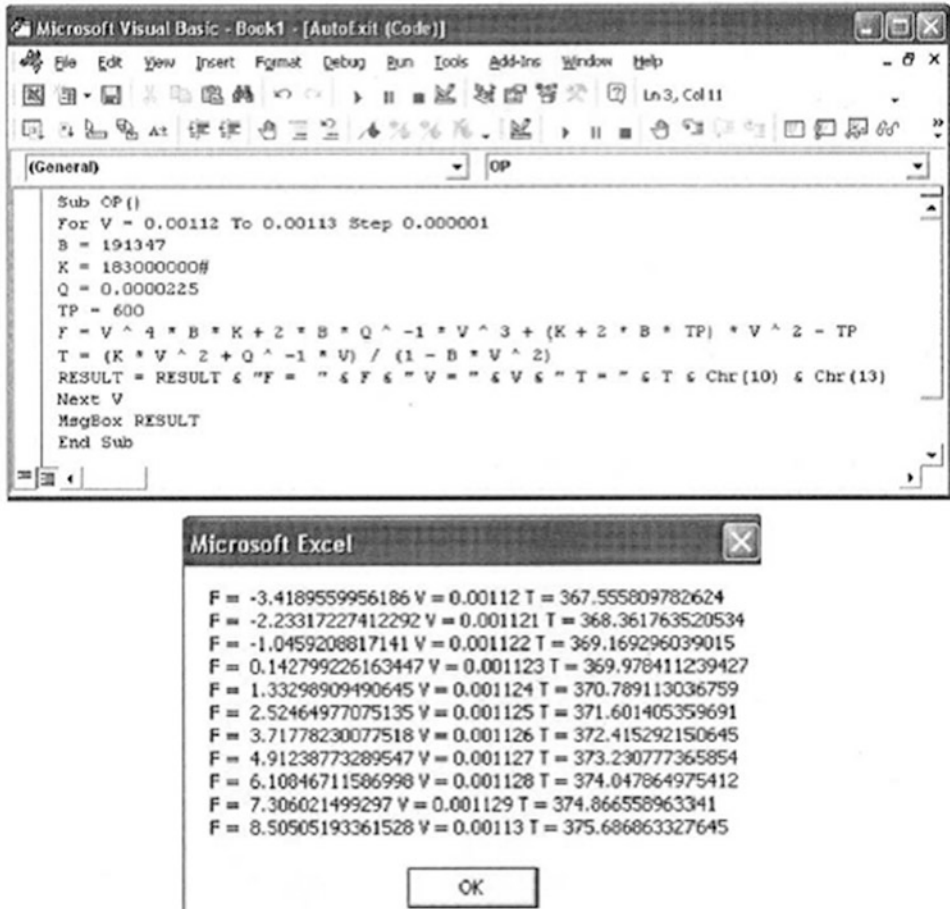 Microsoft Visual Basic - Book1 - [AutoExit (Code)]
File Edit View Insert Format Debug Run Tools Add-Ins Window Help
Ln 3, Col 11
(General) OP
Sub OP()
For V = 0.00112 To 0.00113 Step 0.000001
B = 191347
K = 183000000#
Q = 0.0000225
TP = 600
F = V ^ 4 * B * K + 2 * B * Q ^ -1 * V ^ 3 + (K + 2 * B * TP) * V ^ 2 - TP
T = (K * V ^ 2 + Q ^ -1 * V) / (1 - B * V ^ 2)
RESULT = RESULT & "F = " & F & " V = " & V & " T = " & T & Chr(10) & Chr(13)
Next V
MsgBox RESULT
End Sub
Microsoft Excel
F = -3.4189559956186 V = 0.00112 T = 367.555809782624
F = -2.23317227412292 V = 0.001121 T = 368.361763520534
F = -1.0459208817141 V = 0.001122 T = 369.169296039015
F = 0.142799226163447 V = 0.001123 T = 369.978411239427
F = 1.33298909490645 V = 0.001124 T = 370.789113036759
F = 2.52464977075135 V = 0.001125 T = 371.601405359691
F = 3.71778230077518 V = 0.001126 T = 372.415292150645
F = 4.91238773289547 V = 0.001127 T = 373.230777365854
F = 6.10846711586998 V = 0.001128 T = 374.047864975412
F = 7.306021499297 V = 0.001129 T = 374.866558963341
F = 8.50505193361528 V = 0.00113 T = 375.686863327645
OK